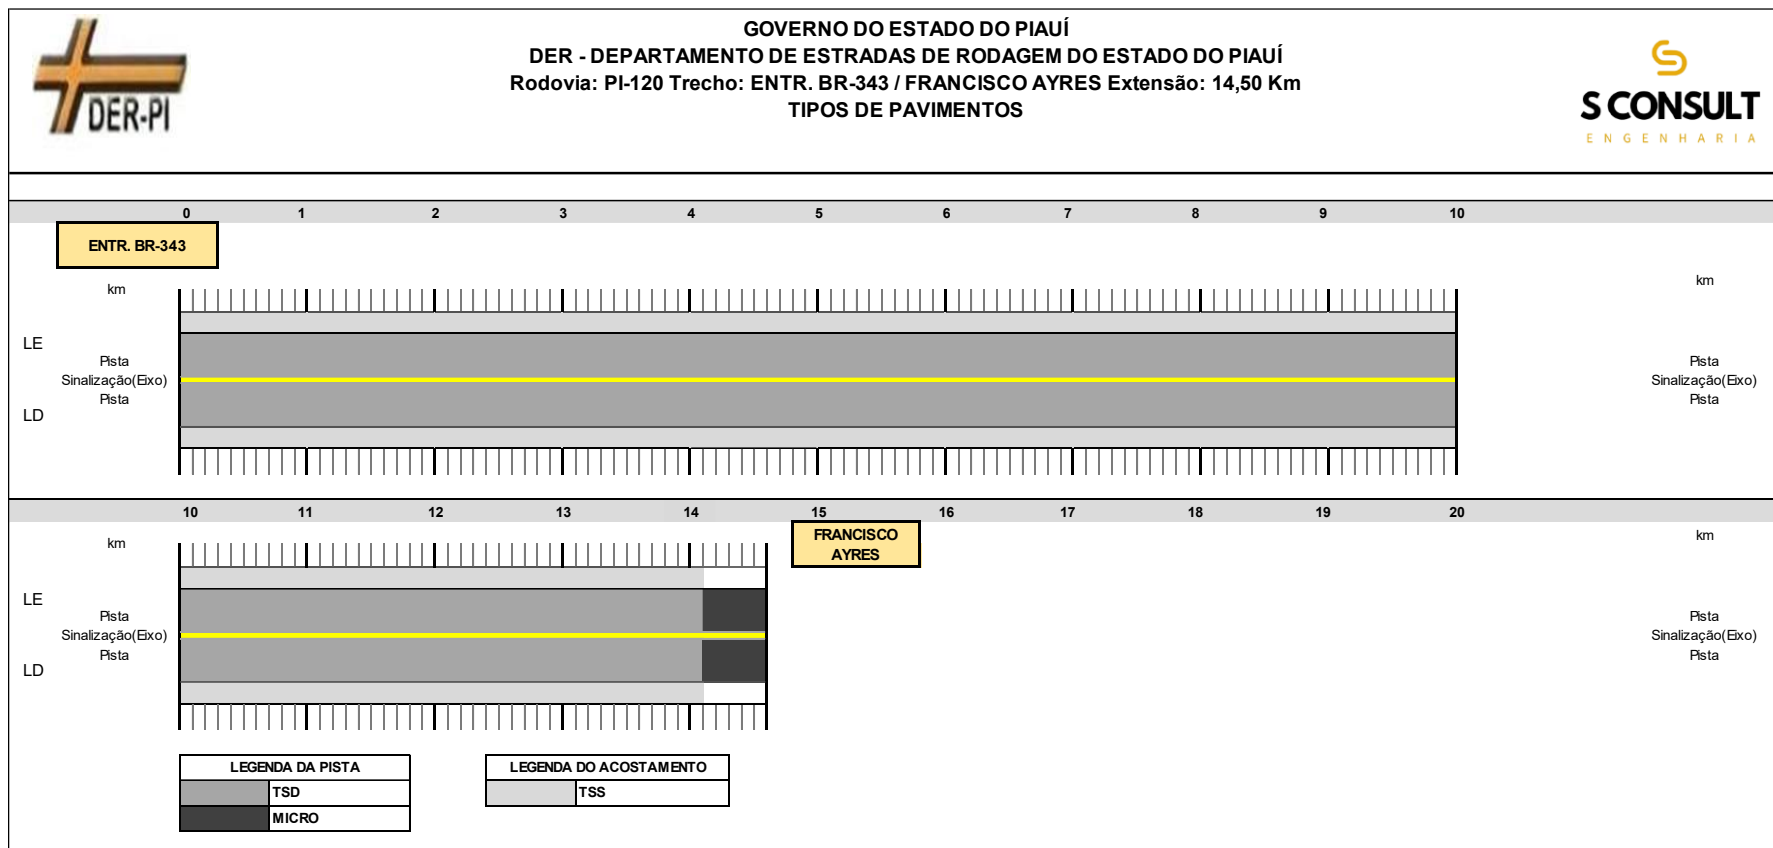 DER-PI
GOVERNO DO ESTADO DO PIAUÍ
DER - DEPARTAMENTO DE ESTRADAS DE RODAGEM DO ESTADO DO PIAUÍ
Rodovia: PI-120 Trecho: ENTR. BR-343 / FRANCISCO AYRES Extensão: 14,50 Km
TIPOS DE PAVIMENTOS
S CONSULT
ENGENHARIA
0 1 2 3 4 5 6 7 8 9 10
ENTR. BR-343
km km
LE
Pista Pista
Sinalização(Eixo) Sinalização(Eixo)
Pista Pista
LD
10 11 12 13 14 15 16 17 18 19 20
FRANCISCO
AYRES
km km
LE
Pista Pista
Sinalização(Eixo) Sinalização(Eixo)
Pista Pista
LD
LEGENDA DA PISTA LEGENDA DO ACOSTAMENTO
TSD TSS
MICRO